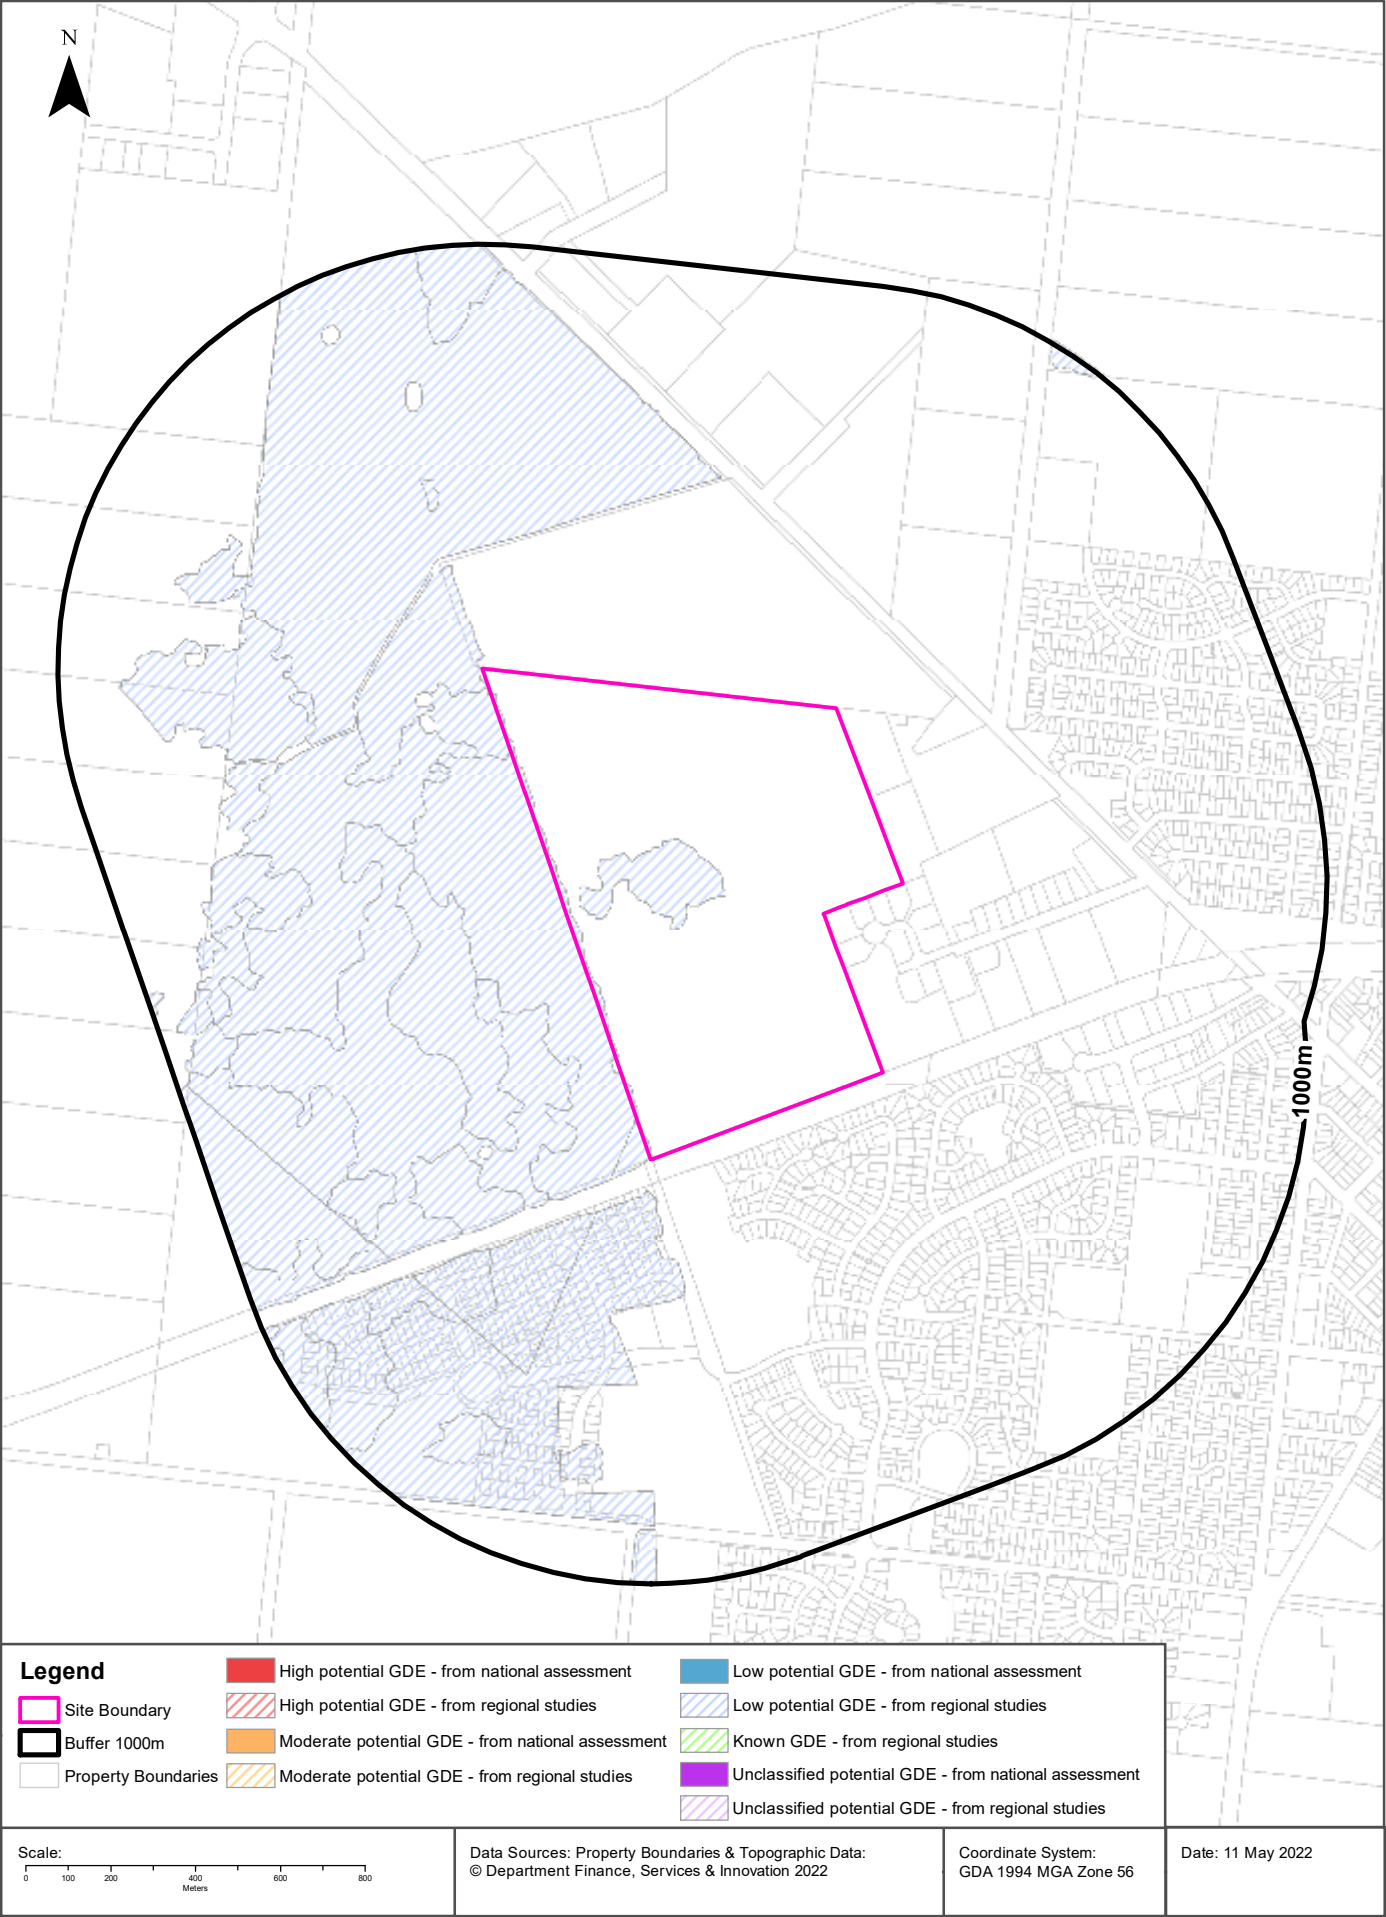 N
1000m
Legend
Site Boundary
Buffer 1000m
Property Boundaries
High potential GDE - from national assessment
High potential GDE - from regional studies
Moderate potential GDE - from national assessment
Moderate potential GDE - from regional studies
Low potential GDE - from national assessment
Low potential GDE - from regional studies
Known GDE - from regional studies
Unclassified potential GDE - from national assessment
Unclassified potential GDE - from regional studies
Scale:
0 100 200 400 600 800
Meters
Data Sources: Property Boundaries & Topographic Data:
© Department Finance, Services & Innovation 2022
Coordinate System:
GDA 1994 MGA Zone 56
Date: 11 May 2022